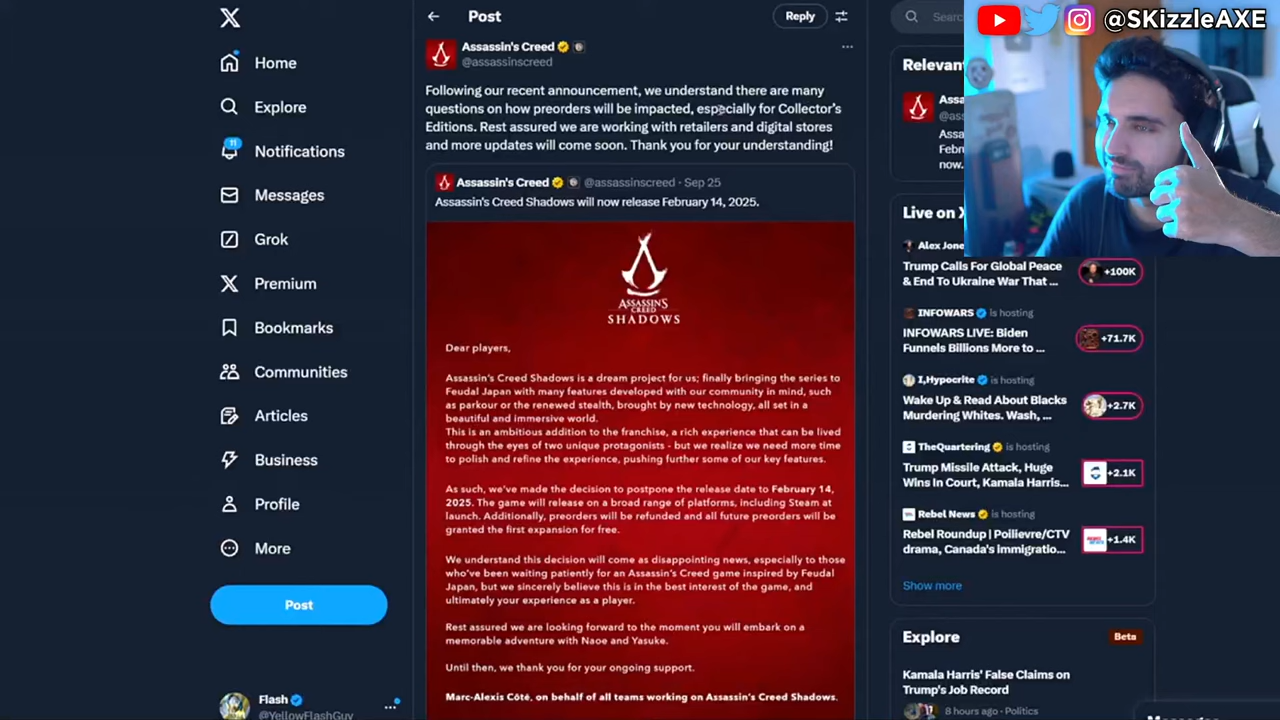 Post
Reply
Search
@SKizzleAXE
Home
Explore
Notifications
11
Messages
Grok
Premium
Bookmarks
Communities
Articles
Business
Profile
More
Post
Flash
@YellowFlashGuy
Assassin's Creed
@assassinscreed
Following our recent announcement, we understand there are many
questions on how preorders will be impacted, especially for Collector's
Editions. Rest assured we are working with retailers and digital stores
and more updates will come soon. Thank you for your understanding!
Assassin's Creed @assassinscreed · Sep 25
Assassin's Creed Shadows will now release February 14, 2025.
ASSASSIN'S
CREED
SHADOWS
Dear players,
Assassin's Creed Shadows is a dream project for us; finally bringing the series to
Feudal Japan with many features developed with our community in mind, such
as parkour or the renewed stealth, brought by new technology, all set in a
beautiful and immersive world.
This is an ambitious addition to the franchise, a rich experience that can be lived
through the eyes of two unique protagonists - but we realize we need more time
to polish and refine the experience, pushing further some of our key features.
As such, we've made the decision to postpone the release date to February 14,
2025. The game will release on a broad range of platforms, including Steam at
launch. Additionally, preorders will be refunded and all future preorders will be
granted the first expansion for free.
We understand this decision will come as disappointing news, especially to those
who've been waiting patiently for an Assassin's Creed game inspired by Feudal
Japan, but we sincerely believe this is in the best interest of the game, and
ultimately your experience as a player.
Rest assured we are looking forward to the moment you will embark on a
memorable adventure with Naoe and Yasuke.
Until then, we thank you for your ongoing support.
Marc-Alexis Côté, on behalf of all teams working on Assassin's Creed Shadows.
Relevan
Assa
@ass
Assa
Febru
now.
Live on X
Alex Jone
Trump Calls For Global Peace
& End To Ukraine War That ...
+100K
INFOWARS is hosting
INFOWARS LIVE: Biden
Funnels Billions More to ...
+71.7K
I,Hypocrite is hosting
Wake Up & Read About Blacks
Murdering Whites. Wash, ...
+2.7K
TheQuartering is hosting
Trump Missile Attack, Huge
Wins In Court, Kamala Harris...
+2.1K
Rebel News is hosting
Rebel Roundup | Poilievre/CTV
drama, Canada's immigratio...
+1.4K
Show more
Explore
Beta
Kamala Harris' False Claims on
Trump's Job Record
8 hours ago · Politics